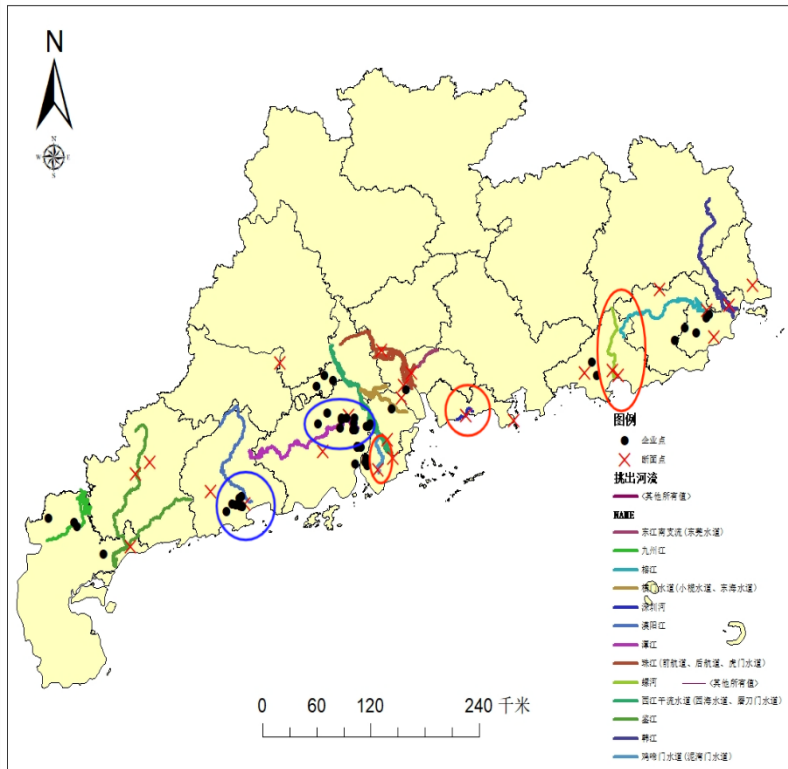 N
N
W E
S
图例
企业点
断面点
挑出河流
<其他所有值>
NAME
东江南支流(东莞水道)
九州江
榕江
水道(小榄水道、东海水道)
深圳河
漠阳江
潭江
珠江(前航道、后航道、虎门水道)
螺河
<其他所有值>
西江干流水道(西海水道、磨刀门水道)
鉴江
韩江
鸡啼门水道(泥湾门水道)
0 60 120 240 千米